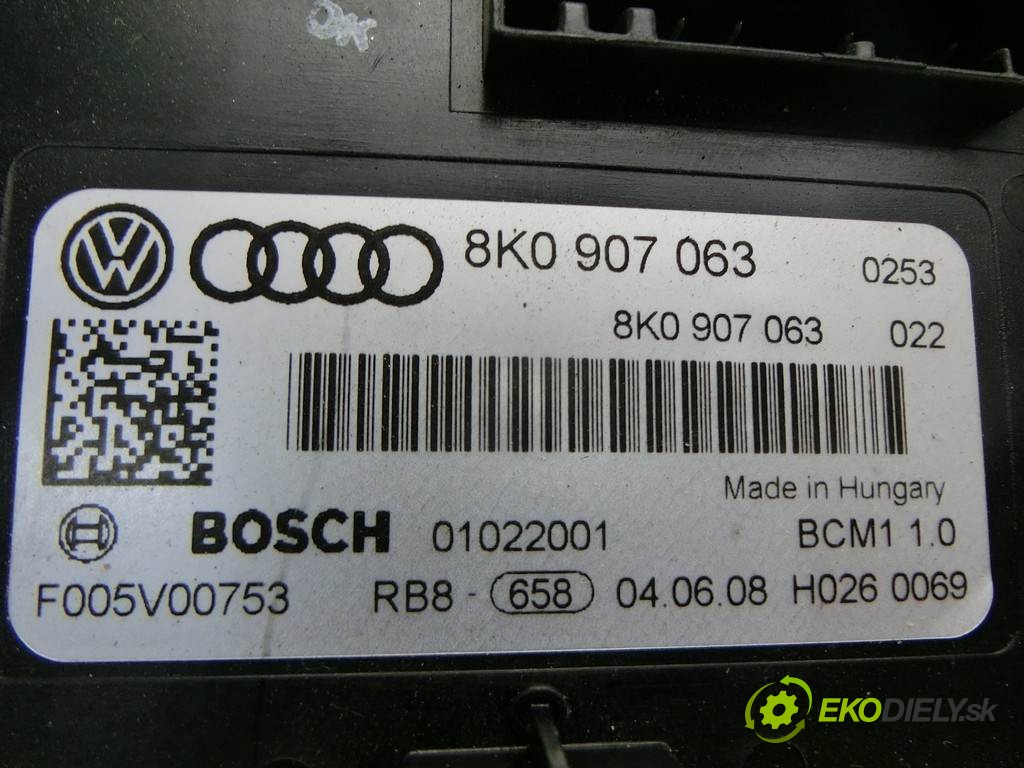 OK
8K0 907 063 0253
8K0 907 063 022
Made in Hungary
BOSCH 01022001 BCM1 1.0
F005V00753 RB8 - 658 04.06.08 H026 0069
EKODIELY.sk